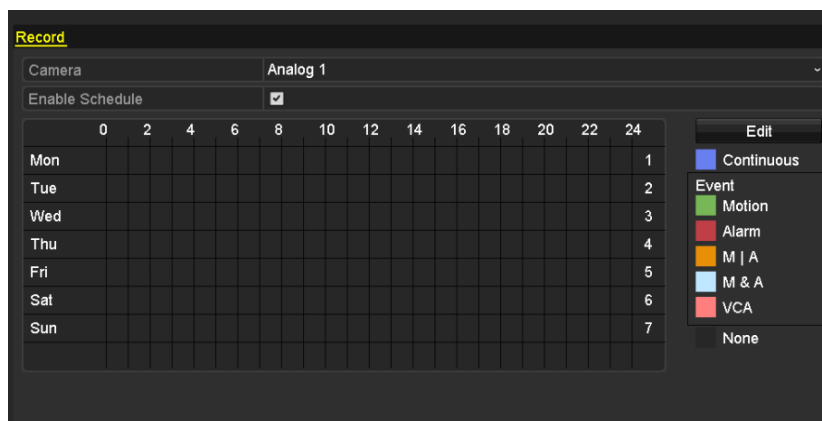 Record
Camera Analog 1
Enable Schedule
0 2 4 6 8 10 12 14 16 18 20 22 24
Mon 1
Tue 2
Wed 3
Thu 4
Fri 5
Sat 6
Sun 7
Edit
Continuous
Event
Motion
Alarm
M | A
M & A
VCA
None